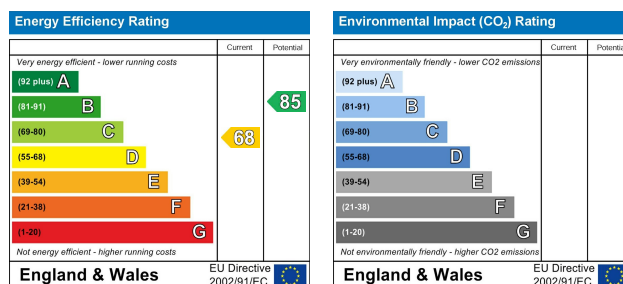 Energy Efficiency Rating
Current Potential
Very energy efficient - lower running costs
(92 plus) A
(81-91) B
85
(69-80) C
68
(55-68) D
(39-54) E
(21-38) F
(1-20) G
Not energy efficient - higher running costs
England & Wales
EU Directive
2002/91/EC
Environmental Impact (CO2) Rating
Current Potential
Very environmentally friendly - lower CO2 emissions
(92 plus) A
(81-91) B
(69-80) C
(55-68) D
(39-54) E
(21-38) F
(1-20) G
Not environmentally friendly - higher CO2 emissions
England & Wales
EU Directive
2002/91/EC